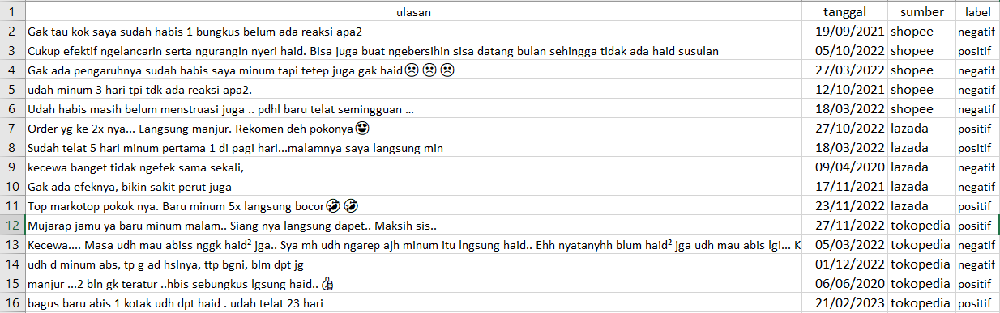 1 ulasan tanggal sumber label
2 Gak tau kok saya sudah habis 1 bungkus belum ada reaksi apa2 19/09/2021 shopee negatif
3 Cukup efektif ngelancarin serta ngurangin nyeri haid. Bisa juga buat ngebersihin sisa datang bulan sehingga tidak ada haid susulan 05/10/2022 shopee positif
4 Gak ada pengaruhnya sudah habis saya minum tapi tetep juga gak haid☹️ ☹️ ☹️ 27/03/2022 shopee negatif
5 udah minum 3 hari tpi tdk ada reaksi apa2. 12/10/2021 shopee negatif
6 Udah habis masih belum menstruasi juga .. pdhl baru telat semingguan ... 18/03/2022 shopee negatif
7 Order yg ke 2x nya... Langsung manjur. Rekomen deh pokonya😍 27/10/2022 lazada positif
8 Sudah telat 5 hari minum pertama 1 di pagi hari...malamnya saya langsung min 18/03/2022 lazada positif
9 kecewa banget tidak ngefek sama sekali, 09/04/2020 lazada negatif
10 Gak ada efeknya, bikin sakit perut juga 17/11/2021 lazada negatif
11 Top markotop pokok nya. Baru minum 5x langsung bocor🤣 🤣 23/11/2022 lazada positif
12 Mujarap jamu ya baru minum malam.. Siang nya langsung dapet.. Maksih sis.. 27/11/2022 tokopedia positif
13 Kecewa.... Masa udh mau abiss nggk haid² jga.. Sya mh udh ngarep ajh minum itu lngsung haid.. Ehh nyatanyhh blum haid² jga udh mau abis lgi... K 05/03/2022 tokopedia negatif
14 udh d minum abs, tp g ad hslnya, ttp bgni, blm dpt jg 01/12/2022 tokopedia negatif
15 manjur ...2 bln gk teratur ..hbis sebungkus lgsung haid.. 👍 06/06/2020 tokopedia positif
16 bagus baru abis 1 kotak udh dpt haid . udah telat 23 hari 21/02/2023 tokopedia positif